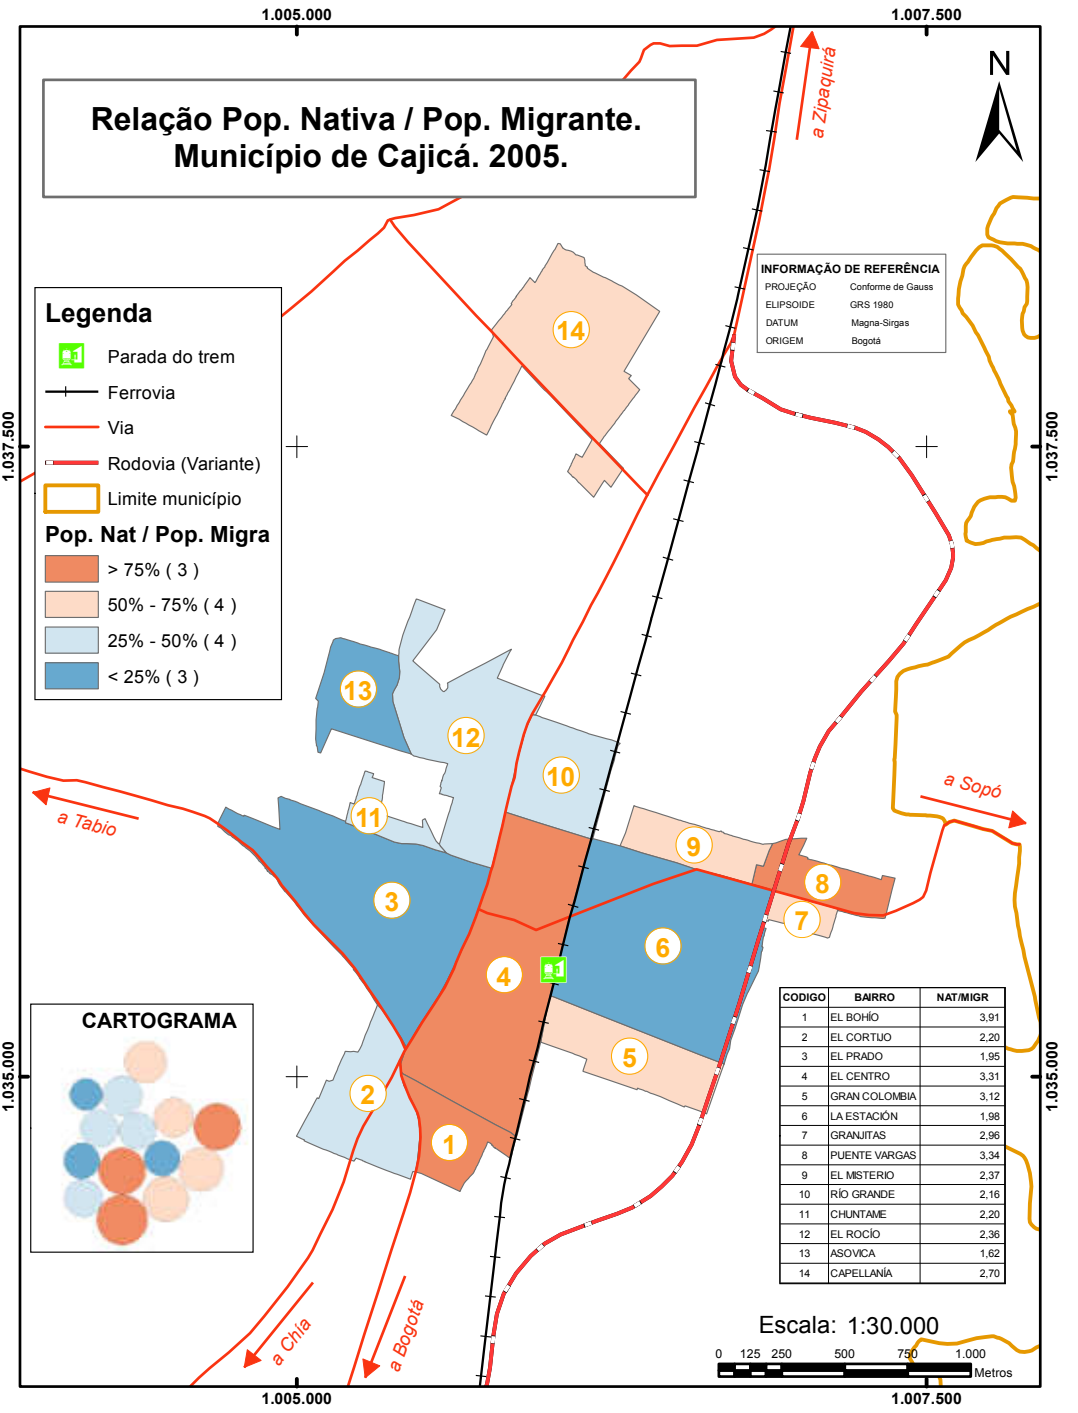 1.005.000
1.007.500
Relação Pop. Nativa / Pop. Migrante.
Município de Cajicá. 2005.
a Zipaquirá
N
INFORMAÇÃO DE REFERÊNCIA
PROJEÇÃO Conforme de Gauss
ELIPSOIDE GRS 1980
DATUM Magna-Sirgas
ORIGEM Bogotá
Legenda
Parada do trem
Ferrovia
Via
Rodovia (Variante)
Limite município
Pop. Nat / Pop. Migra
> 75% ( 3 )
50% - 75% ( 4 )
25% - 50% ( 4 )
< 25% ( 3 )
1.037.500
1.037.500
14
13
12
10
11
9
8
7
3
6
4
5
2
1
a Tabio
a Sopó
a Chía
a Bogotá
CARTOGRAMA
1.035.000
1.035.000
CODIGO BAIRRO NAT/MIGR
1 EL BOHÍO 3,91
2 EL CORTIJO 2,20
3 EL PRADO 1,95
4 EL CENTRO 3,31
5 GRAN COLOMBIA 3,12
6 LA ESTACIÓN 1,98
7 GRANJITAS 2,96
8 PUENTE VARGAS 3,34
9 EL MISTERIO 2,37
10 RÍO GRANDE 2,16
11 CHUNTAME 2,20
12 EL ROCÍO 2,36
13 ASOVICA 1,62
14 CAPELLANÍA 2,70
Escala: 1:30.000
0 125 250 500 750 1.000
Metros
1.005.000
1.007.500